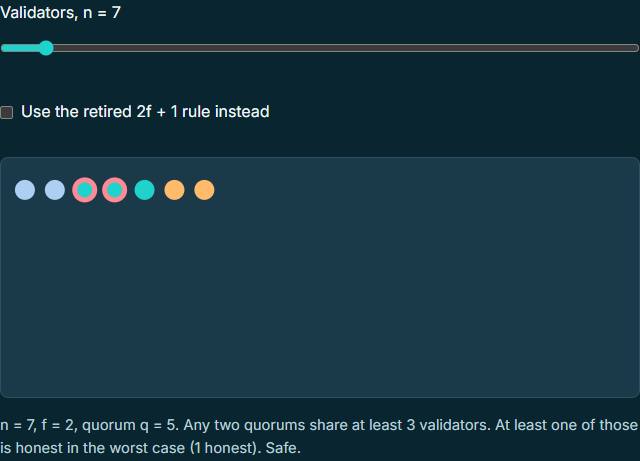 Validators, n = 7
Use the retired 2f + 1 rule instead
n = 7, f = 2, quorum q = 5. Any two quorums share at least 3 validators. At least one of those
is honest in the worst case (1 honest). Safe.